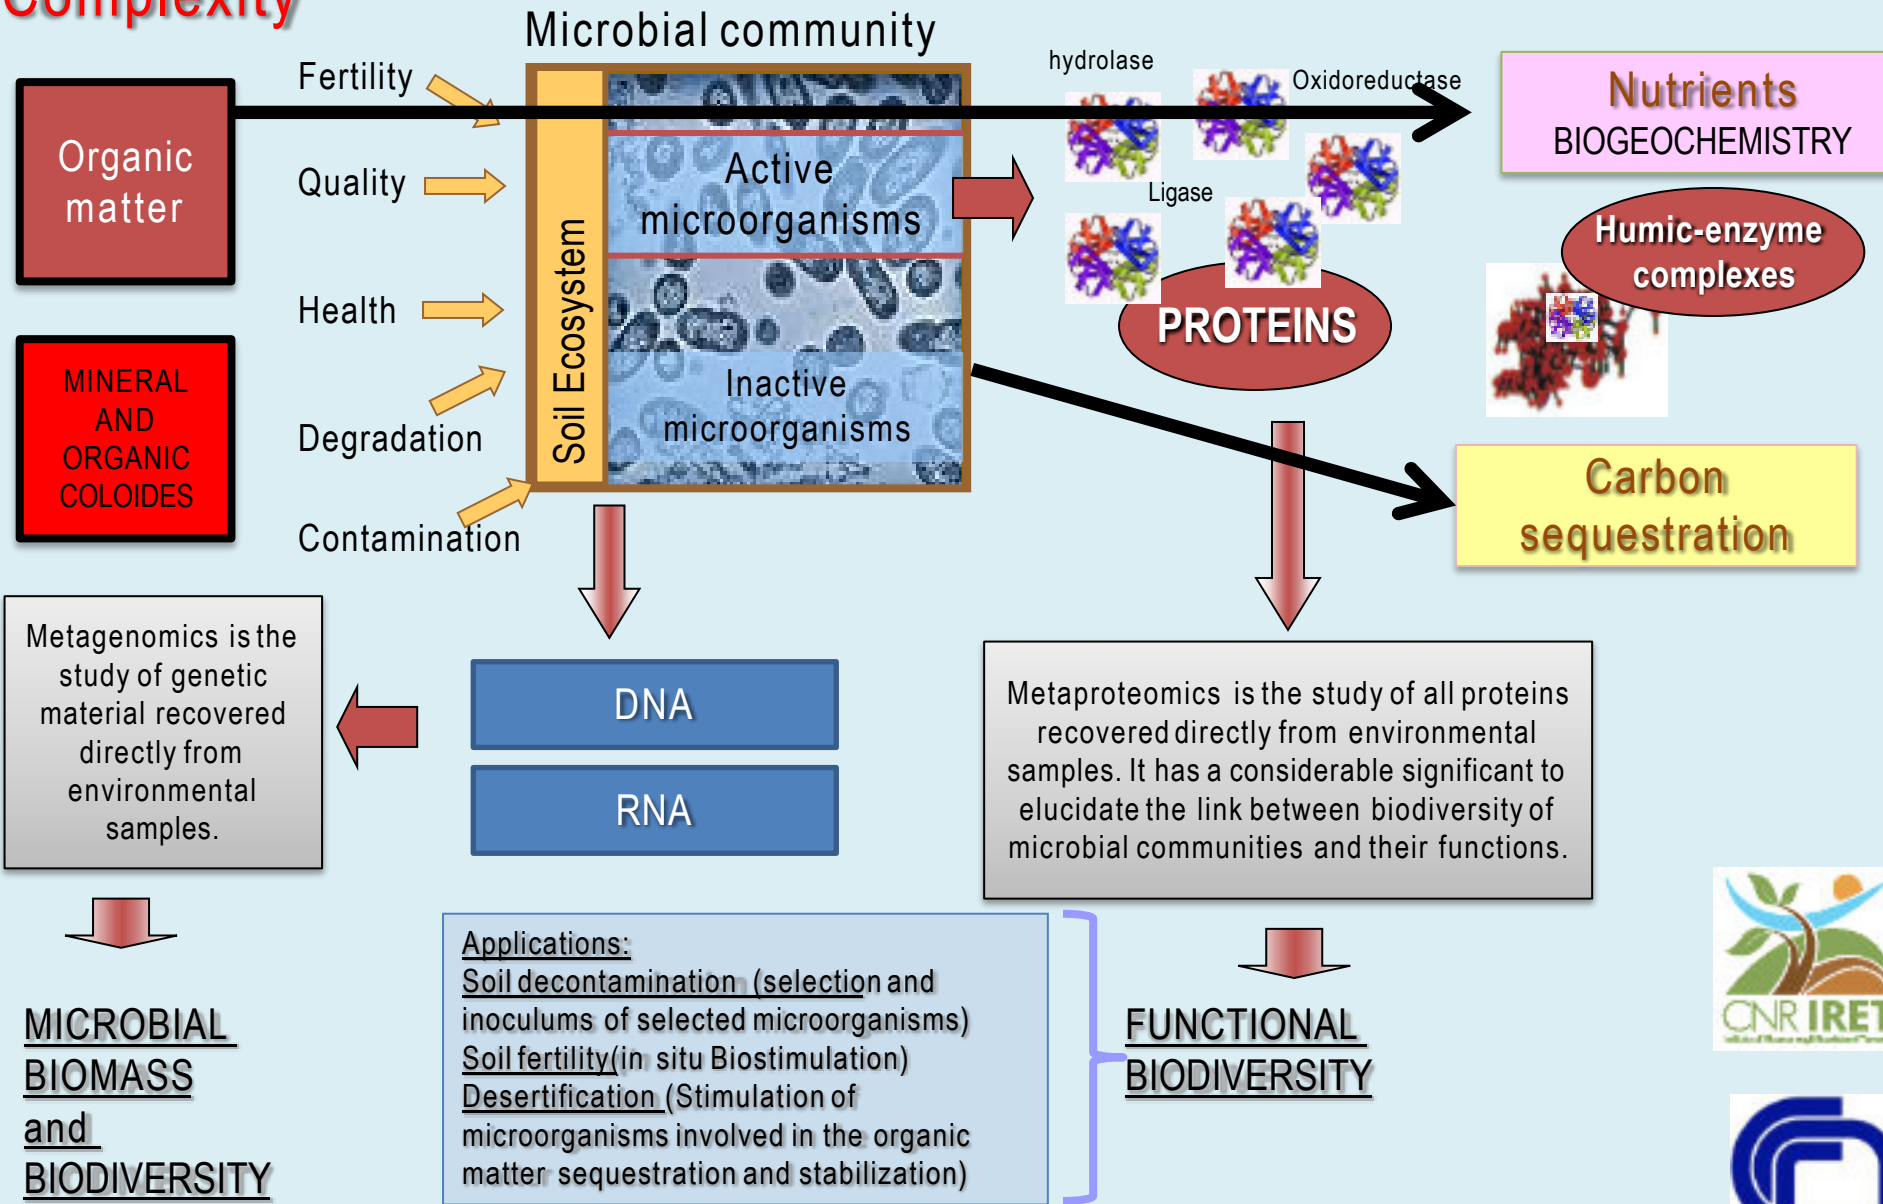 Complexity
Microbial community
Organic
matter
MINERAL
AND
ORGANIC
COLOIDES
Fertility
Quality
Health
Degradation
Contamination
Soil Ecosystem
Active
microorganisms
Inactive
microorganisms
hydrolase
Oxidoreductase
Ligase
PROTEINS
Nutrients
BIOGEOCHEMISTRY
Humic-enzyme
complexes
Carbon
sequestration
Metagenomics is the
study of genetic
material recovered
directly from
environmental
samples.
DNA
RNA
Metaproteomics is the study of all proteins
recovered directly from environmental
samples. It has a considerable significant to
elucidate the link between biodiversity of
microbial communities and their functions.
MICROBIAL
BIOMASS
and
BIODIVERSITY
Applications:
Soil decontamination (selection and
inoculums of selected microorganisms)
Soil fertility(in situ Biostimulation)
Desertification (Stimulation of
microorganisms involved in the organic
matter sequestration and stabilization)
FUNCTIONAL
BIODIVERSITY
CNR IRET